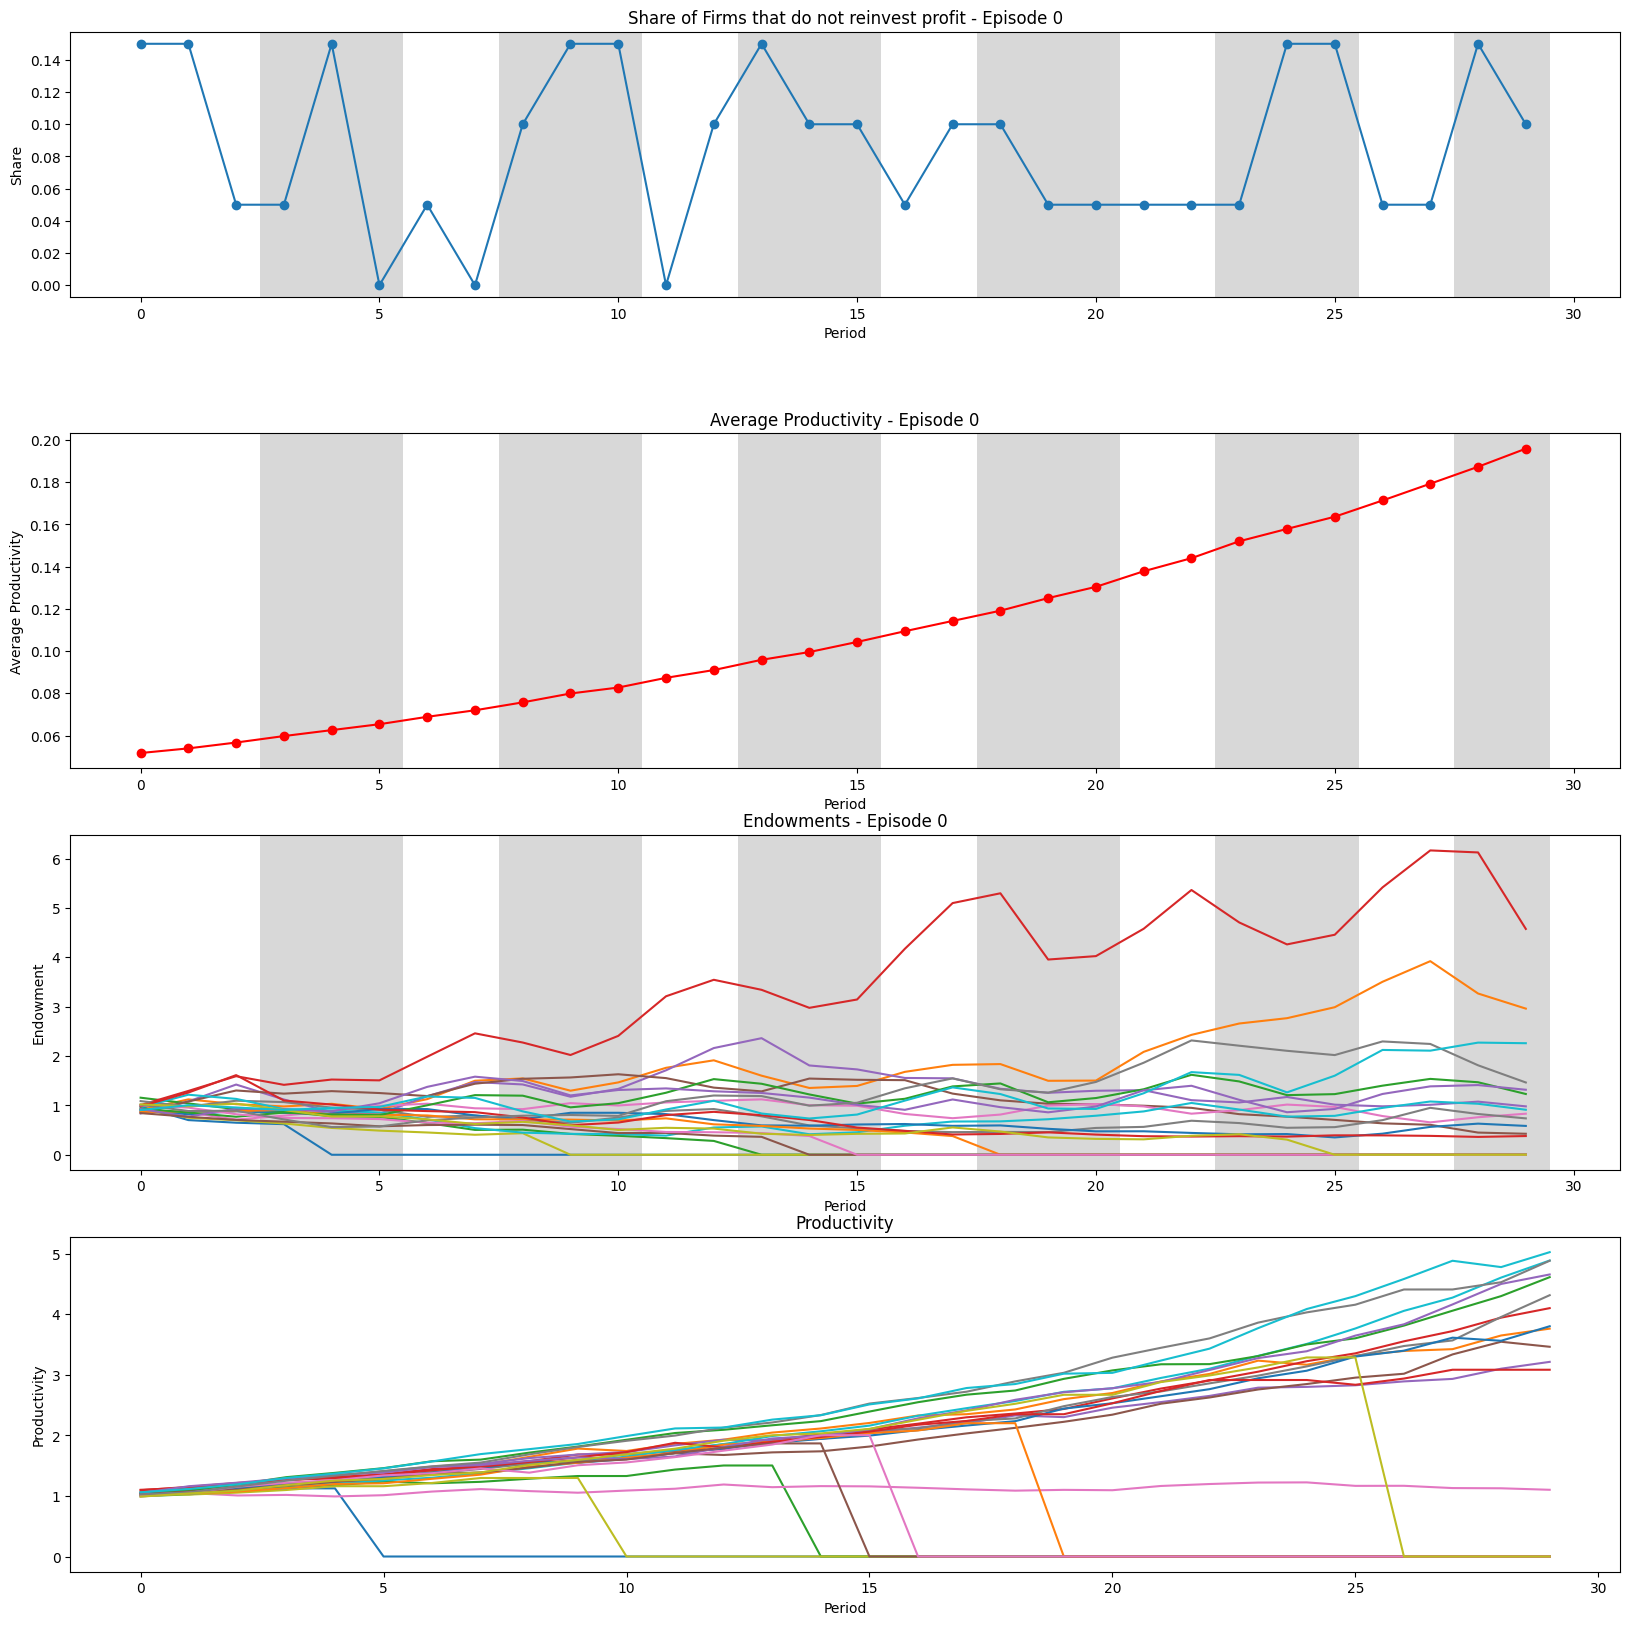 Share of Firms that do not reinvest profit - Episode 0
0.14
0.12
0.10
0.08
0.06
0.04
0.02
0.00
Share
0 5 10 15 20 25 30
Period
Average Productivity - Episode 0
0.20
0.18
0.16
0.14
0.12
0.10
0.08
0.06
Average Productivity
0 5 10 15 20 25 30
Period
Endowments - Episode 0
6
5
4
3
2
1
0
Endowment
0 5 10 15 20 25 30
Period
Productivity
5
4
3
2
1
0
Productivity
0 5 10 15 20 25 30
Period